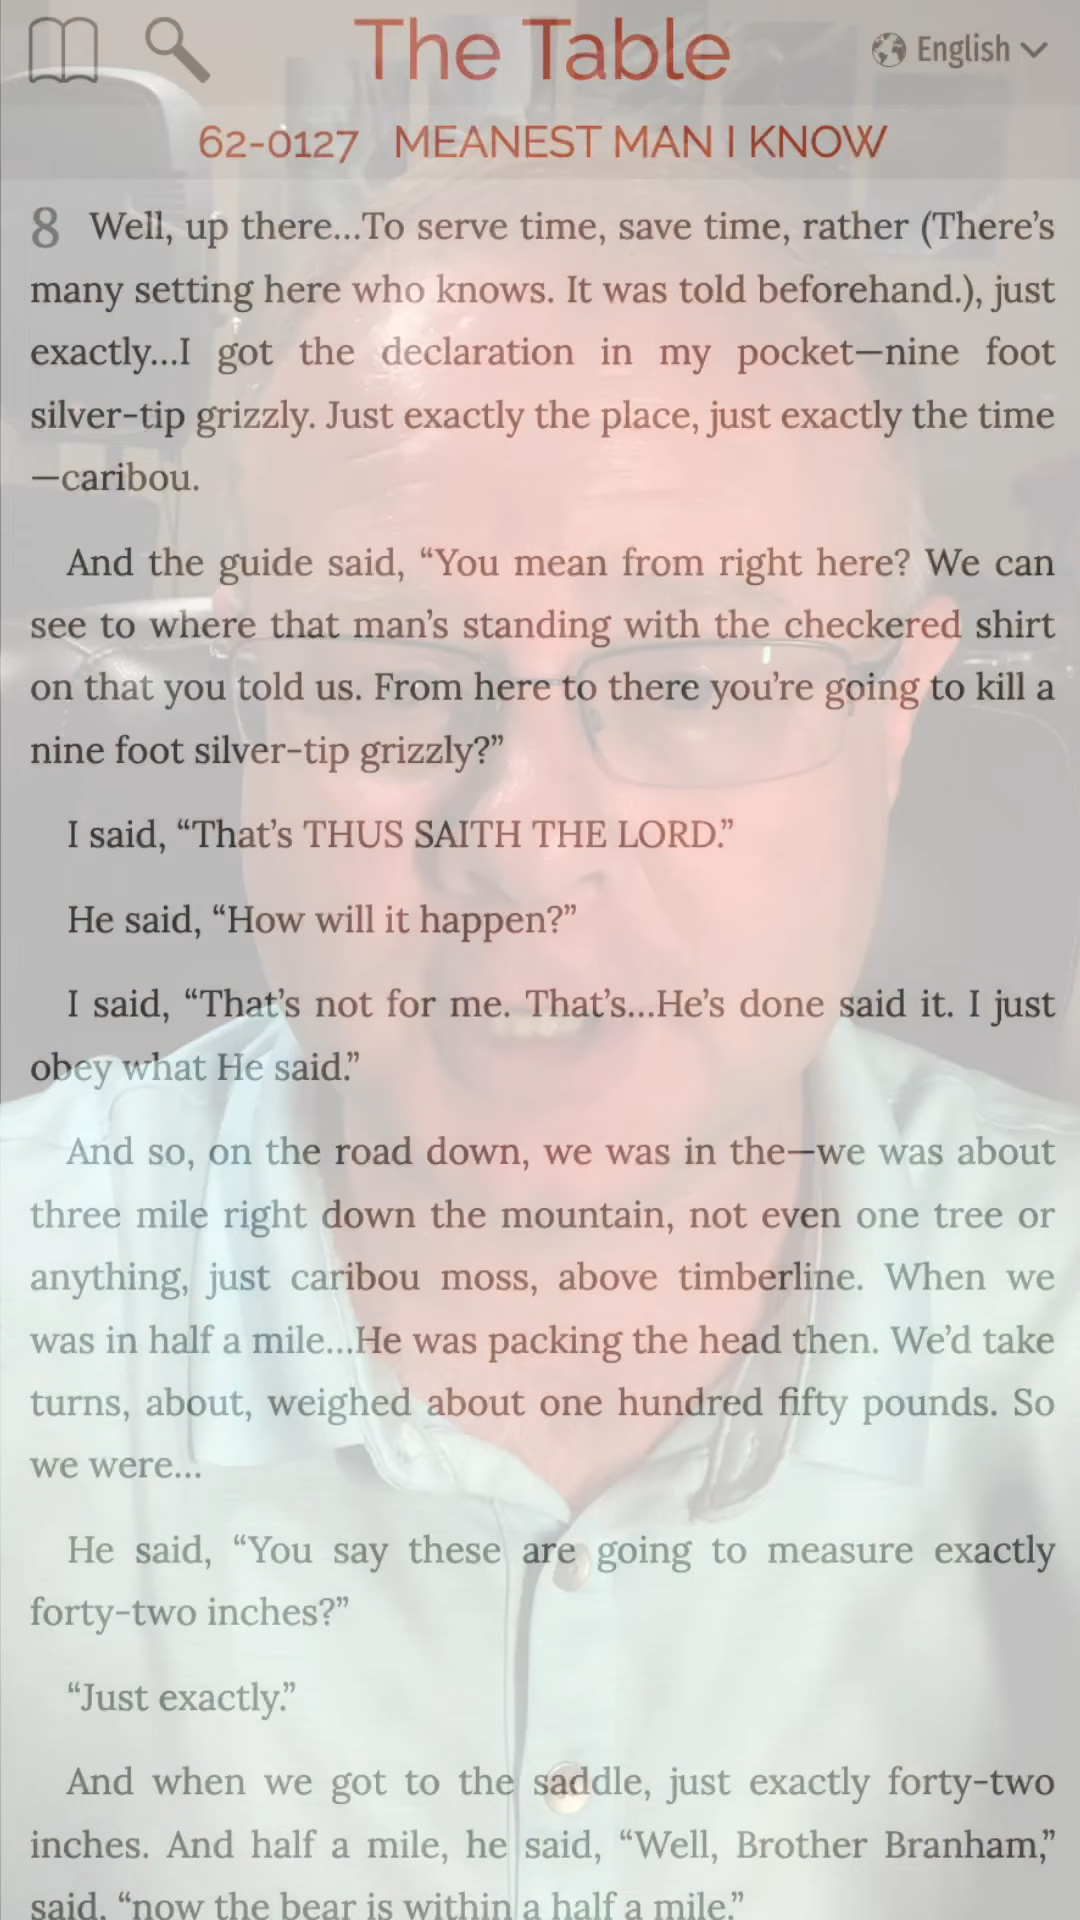 The Table
English
62-0127 MEANEST MAN I KNOW
8 Well, up there...To serve time, save time, rather (There's
many setting here who knows. It was told beforehand.), just
exactly...I got the declaration in my pocket—nine foot
silver-tip grizzly. Just exactly the place, just exactly the time
—caribou.
And the guide said, “You mean from right here? We can
see to where that man's standing with the checkered shirt
on that you told us. From here to there you're going to kill a
nine foot silver-tip grizzly?”
I said, “That's THUS SAITH THE LORD.”
He said, “How will it happen?”
I said, “That's not for me. That's...He's done said it. I just
obey what He said.”
And so, on the road down, we was in the—we was about
three mile right down the mountain, not even one tree or
anything, just caribou moss, above timberline. When we
was in half a mile...He was packing the head then. We'd take
turns, about, weighed about one hundred fifty pounds. So
we were...
He said, “You say these are going to measure exactly
forty-two inches?”
“Just exactly.”
And when we got to the saddle, just exactly forty-two
inches. And half a mile, he said, “Well, Brother Branham,”
said, “now the bear is within a half a mile.”